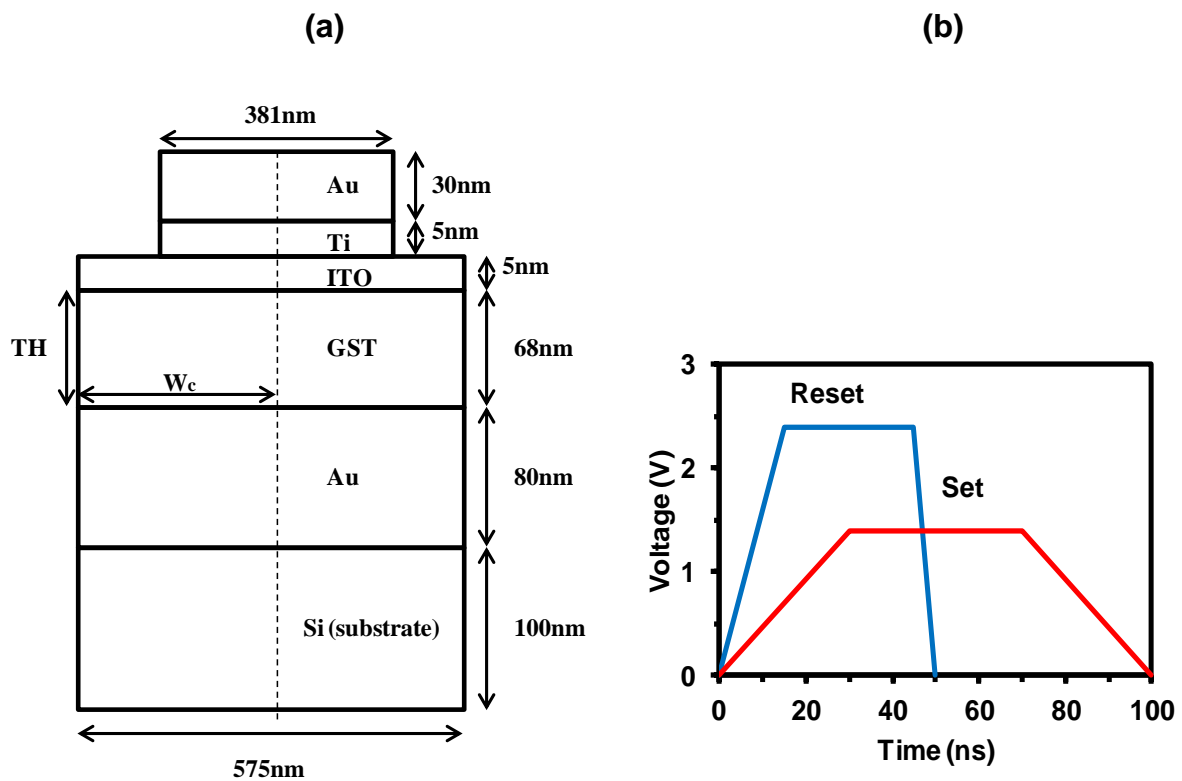 (a)
381nm
Au
30nm
Ti
5nm
ITO
5nm
TH
GST
68nm
Wc
Au
80nm
Si (substrate)
100nm
575nm
(b)
3
2
1
0
Voltage (V)
Reset
Set
0 20 40 60 80 100
Time (ns)